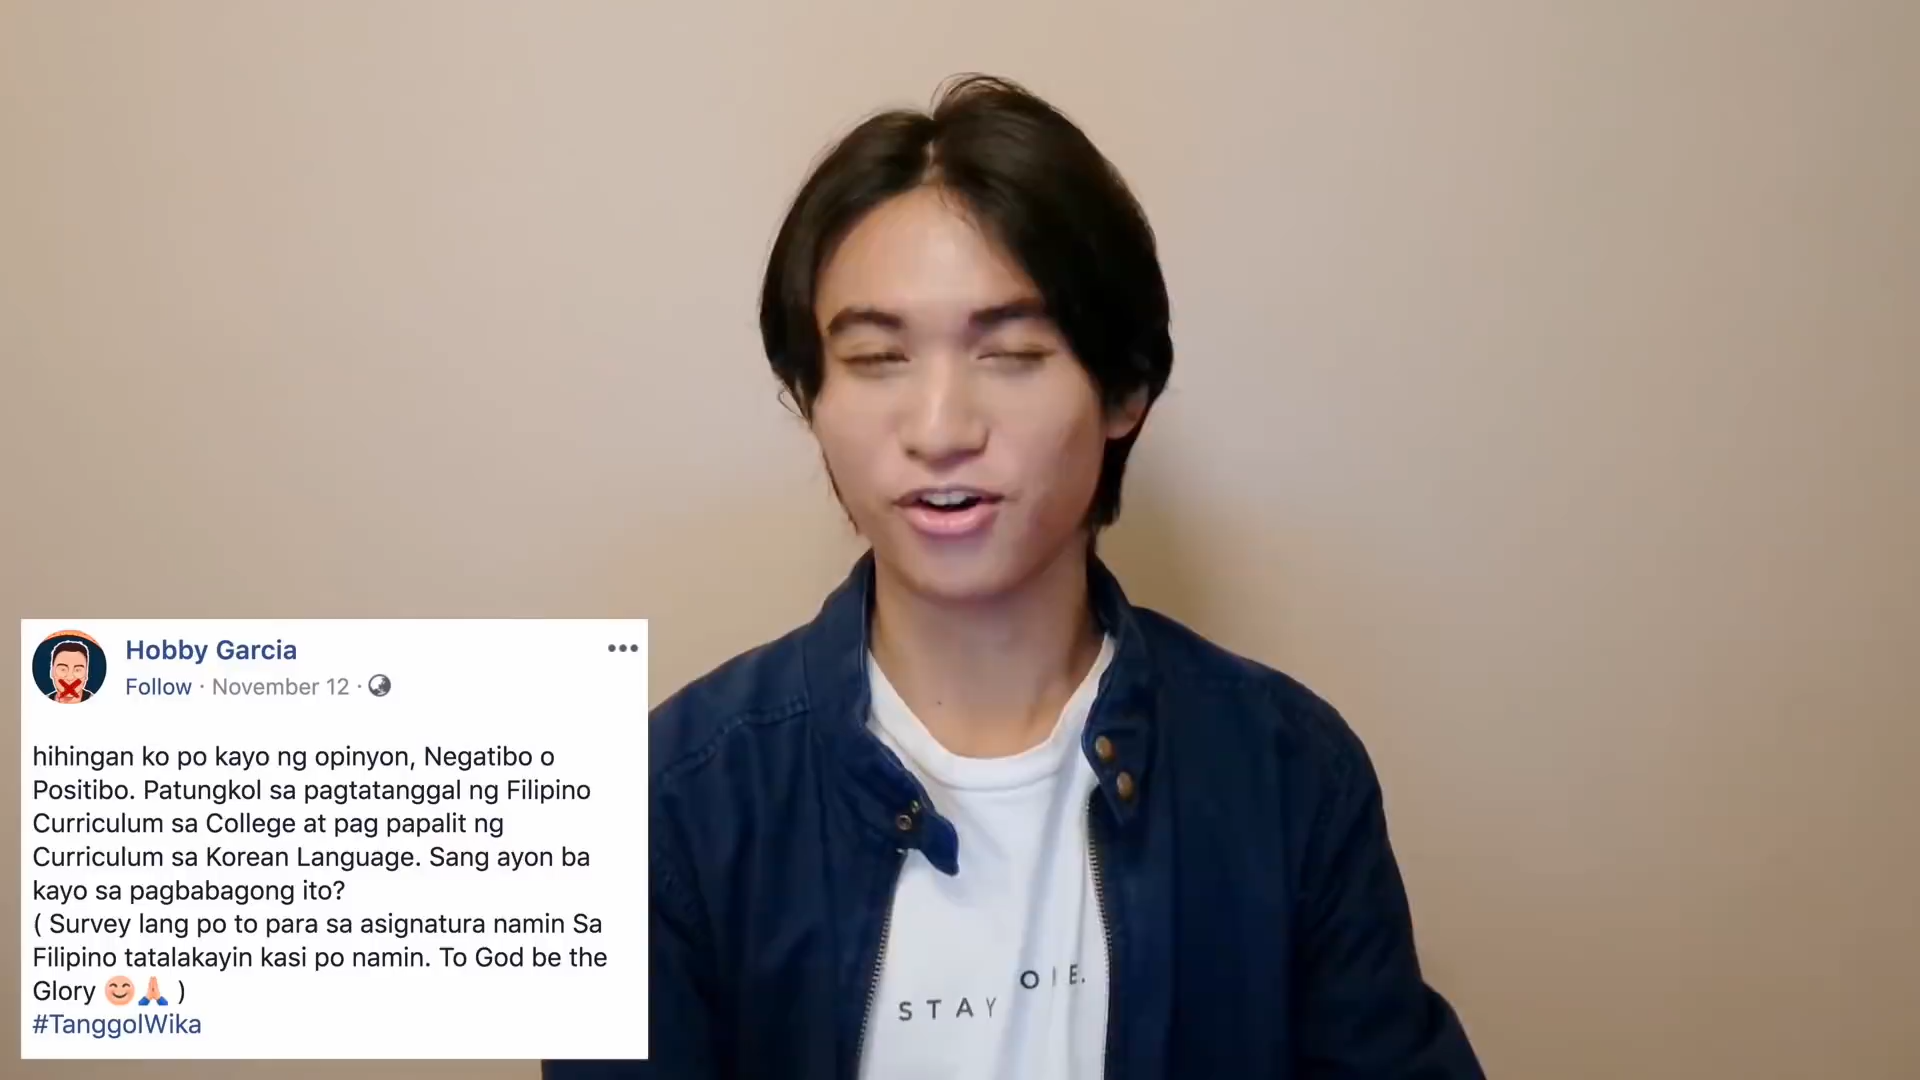 Hobby Garcia
Follow · November 12 ·
hihingan ko po kayo ng opinyon, Negatibo o
Positibo. Patungkol sa pagtatanggal ng Filipino
Curriculum sa College at pag papalit ng
Curriculum sa Korean Language. Sang ayon ba
kayo sa pagbabagong ito?
( Survey lang po to para sa asignatura namin Sa
Filipino tatalakayin kasi po namin. To God be the
Glory 😊🙏 )
#TanggolWika
STAY